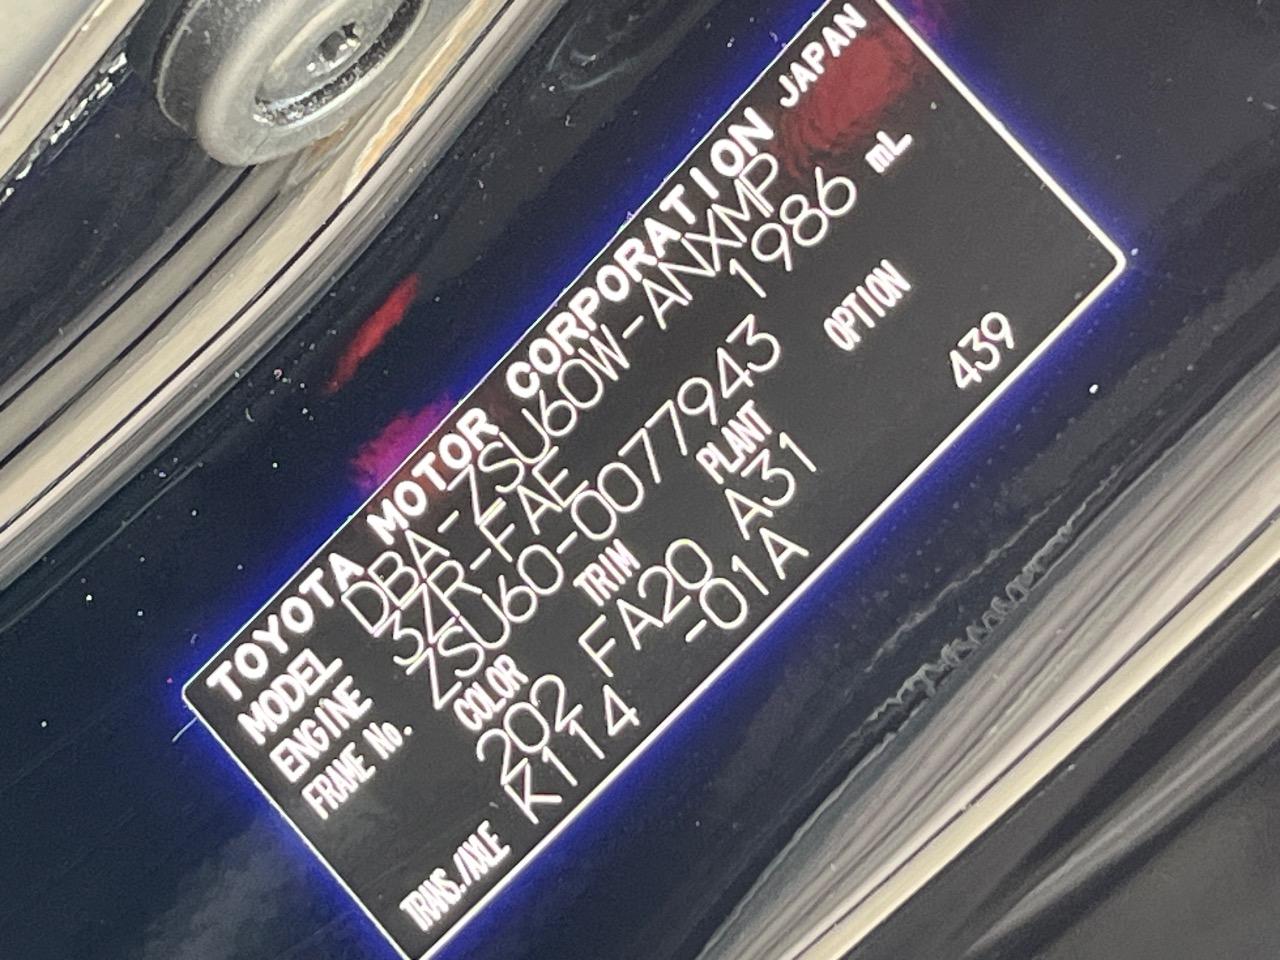 TOYOTA MOTOR CORPORATION JAPAN
MODEL DBA-ZSU60W-ANXMP
ENGINE 3ZR-FAE 1986 mL
FRAME No. ZSU60-0077943
COLOR TRIM PLANT OPTION
202 FA20 A31 439
TRANS./AXLE K114 -01A